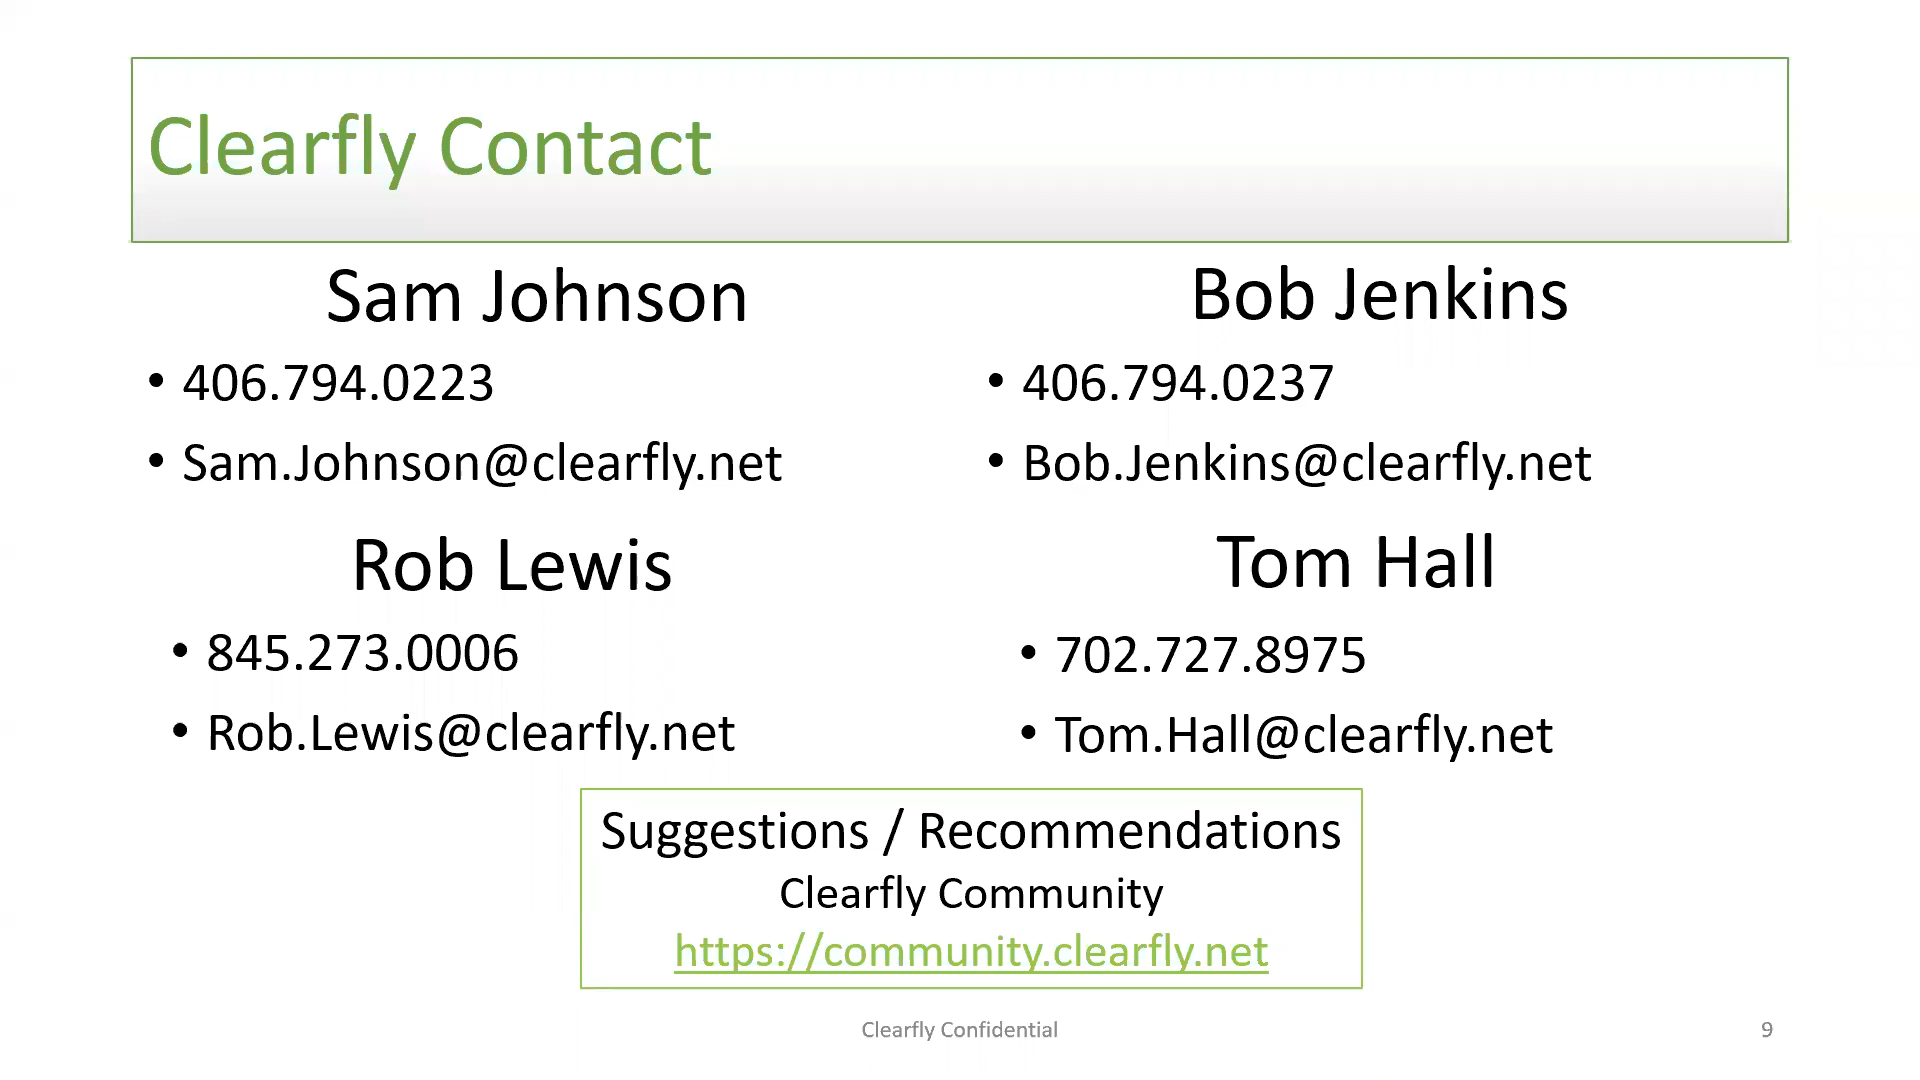 Clearfly Contact
Sam Johnson
• 406.794.0223
• Sam.Johnson@clearfly.net
Bob Jenkins
• 406.794.0237
• Bob.Jenkins@clearfly.net
Rob Lewis
• 845.273.0006
• Rob.Lewis@clearfly.net
Tom Hall
• 702.727.8975
• Tom.Hall@clearfly.net
Suggestions / Recommendations
Clearfly Community
https://community.clearfly.net
Clearfly Confidential
9